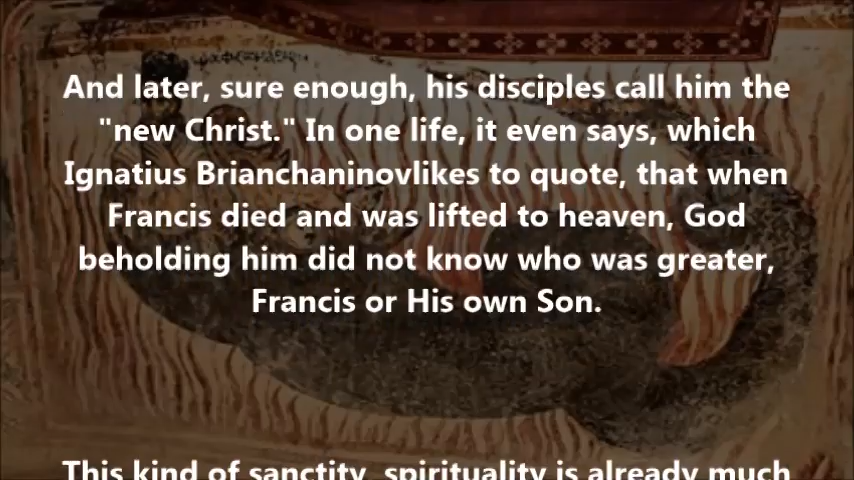 And later, sure enough, his disciples call him the
"new Christ." In one life, it even says, which
Ignatius Brianchaninovlikes to quote, that when
Francis died and was lifted to heaven, God
beholding him did not know who was greater,
Francis or His own Son.
This kind of sanctity, spirituality is already much